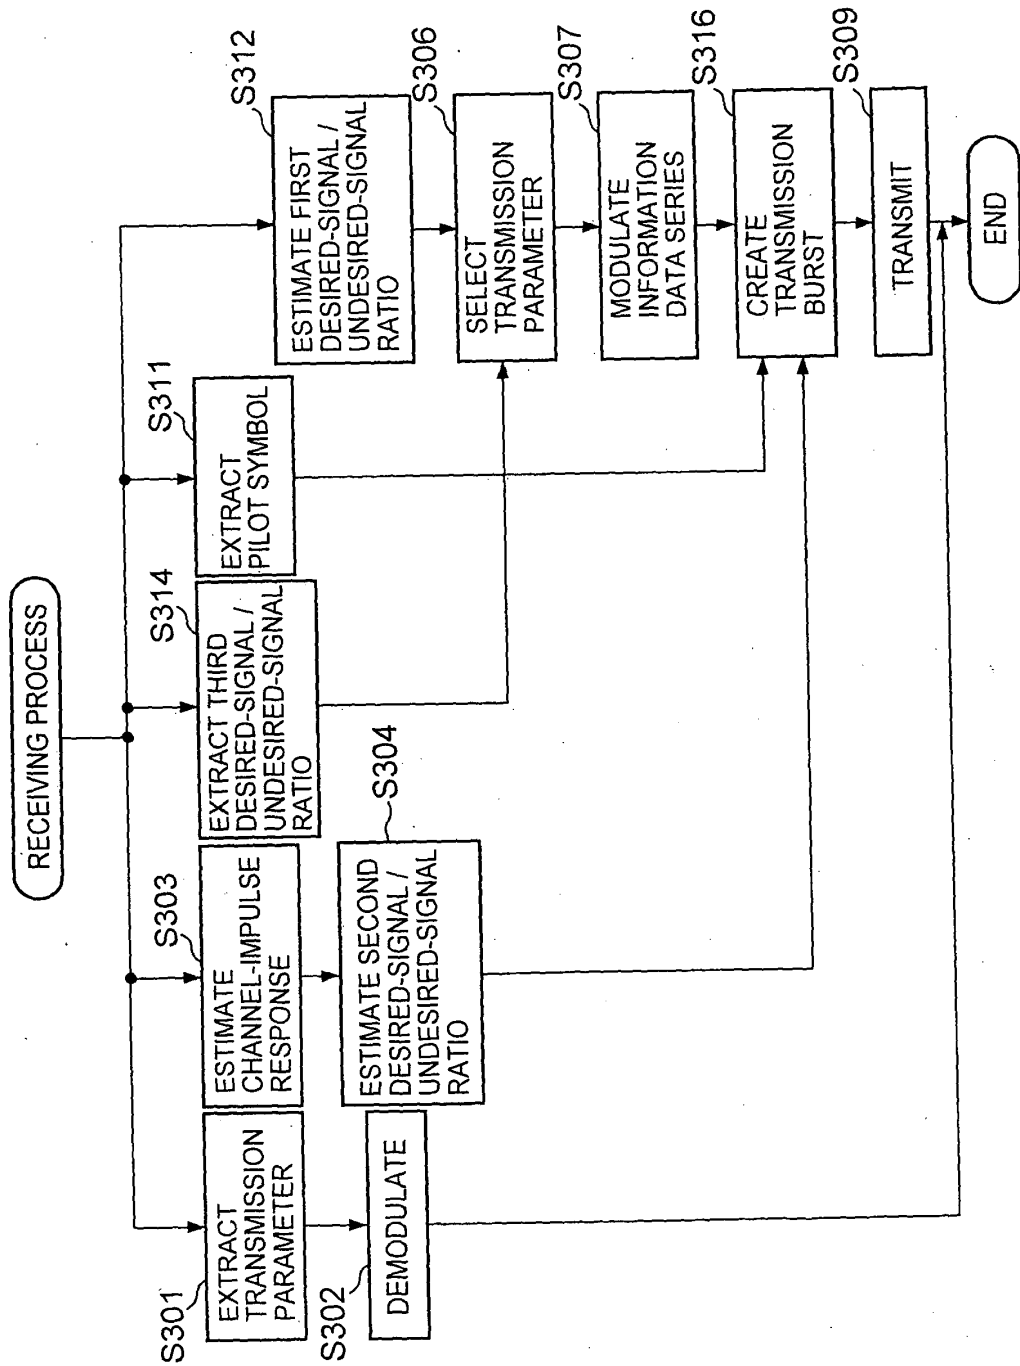 RECEIVING PROCESS
S301
EXTRACT
TRANSMISSION
PARAMETER
S302
DEMODULATE
S303
ESTIMATE
CHANNEL-IMPULSE
RESPONSE
S304
ESTIMATE SECOND
DESIRED-SIGNAL /
UNDESIRED-SIGNAL
RATIO
S314
EXTRACT THIRD
DESIRED-SIGNAL /
UNDESIRED-SIGNAL
RATIO
S311
EXTRACT
PILOT SYMBOL
S312
ESTIMATE FIRST
DESIRED-SIGNAL /
UNDESIRED-SIGNAL
RATIO
S306
SELECT
TRANSMISSION
PARAMETER
S307
MODULATE
INFORMATION
DATA SERIES
S316
CREATE
TRANSMISSION
BURST
S309
TRANSMIT
END